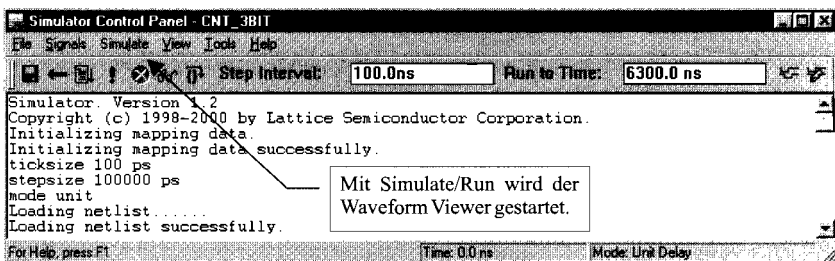 Simulator Control Panel - CNT_3BIT
File Signals Simulate View Tools Help
Step Interval: 100.0ns Run to Time: 6300.0 ns
Simulator. Version 1.2
Copyright (c) 1998-2000 by Lattice Semiconductor Corporation.
Initializing mapping data.
Initializing mapping data successfully.
ticksize 100 ps
stepsize 100000 ps
mode unit
Loading netlist......
Loading netlist successfully.
Mit Simulate/Run wird der
Waveform Viewer gestartet.
For Help, press F1 Time: 0.0 ns Mode: Unit Delay